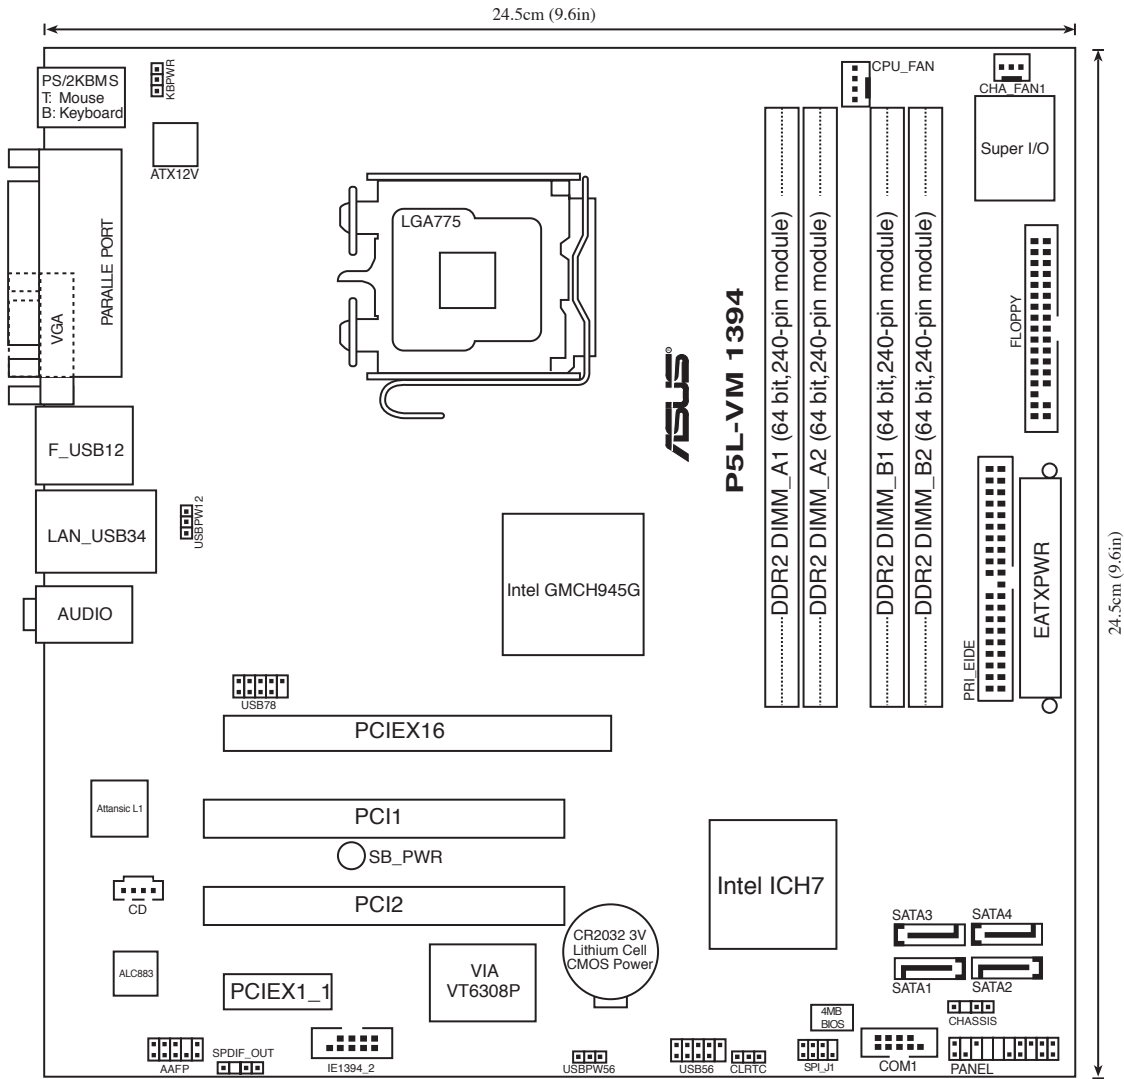 24.5cm (9.6in)
PS/2KBMS
T: Mouse
B: Keyboard
KBPWR
CPU_FAN
CHA_FAN1
ATX12V
Super I/O
PARALLE PORT
VGA
LGA775
FLOPPY
F_USB12
ASUS®
P5L-VM 1394
DDR2 DIMM_A1 (64 bit,240-pin module)
DDR2 DIMM_A2 (64 bit,240-pin module)
DDR2 DIMM_B1 (64 bit,240-pin module)
DDR2 DIMM_B2 (64 bit,240-pin module)
LAN_USB34
USBPW12
24.5cm (9.6in)
Intel GMCH945G
EATXPWR
AUDIO
PRI_EIDE
USB78
PCIEX16
Attansic L1
PCI1
SB_PWR
Intel ICH7
CD
PCI2
SATA3
SATA4
CR2032 3V
Lithium Cell
CMOS Power
ALC883
VIA
VT6308P
PCIEX1_1
SATA1
SATA2
4MB
BIOS
CHASSIS
AAFP
SPDIF_OUT
IE1394_2
USBPW56
USB56
CLRTC
SPI_J1
COM1
PANEL